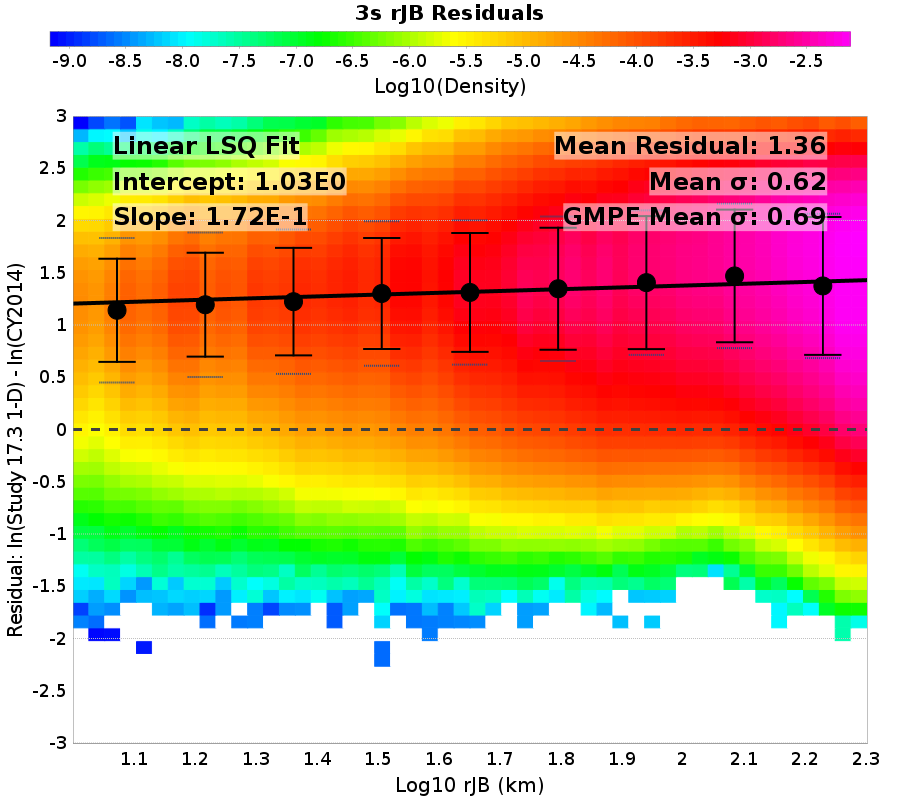 3s rJB Residuals
-9.0 -8.5 -8.0 -7.5 -7.0 -6.5 -6.0 -5.5 -5.0 -4.5 -4.0 -3.5 -3.0 -2.5
Log10(Density)
Linear LSQ Fit
Intercept: 1.03E0
Slope: 1.72E-1
Mean Residual: 1.36
Mean σ: 0.62
GMPE Mean σ: 0.69
Residual: ln(Study 17.3 1-D) - ln(CY2014)
3
2.5
2
1.5
1
0.5
0
-0.5
-1
-1.5
-2
-2.5
-3
1.1 1.2 1.3 1.4 1.5 1.6 1.7 1.8 1.9 2 2.1 2.2 2.3
Log10 rJB (km)